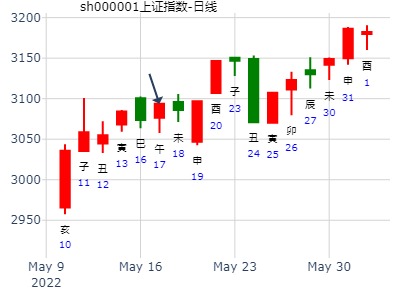 sh000001上证指数-日线
3200
3150
3100
3050
3000
2950
亥
10
子
11
丑
12
寅
13
巳
16
午
17
未
18
申
19
酉
20
子
23
丑
24
寅
25
卯
26
辰
27
未
30
申
31
酉
1
May 9
2022
May 16
May 23
May 30